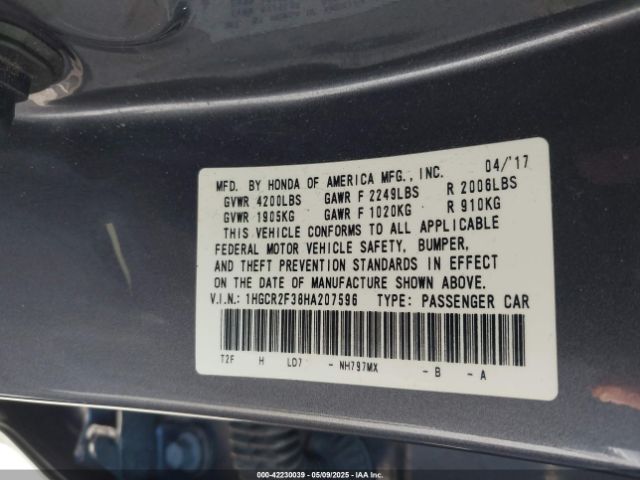 MFD. BY HONDA OF AMERICA MFG., INC. 04/'17
GVWR 4200LBS GAWR F 2249LBS R 2006LBS
GVWR 1905KG GAWR F 1020KG R 910KG
THIS VEHICLE CONFORMS TO ALL APPLICABLE
FEDERAL MOTOR VEHICLE SAFETY, BUMPER,
AND THEFT PREVENTION STANDARDS IN EFFECT
ON THE DATE OF MANUFACTURE SHOWN ABOVE.
V.I.N.: 1HGCR2F38HA207596 TYPE: PASSENGER CAR
T2F H LD7 - NH797MX - B - A
000-42230039 - 05/09/2025 - IAAI.COM